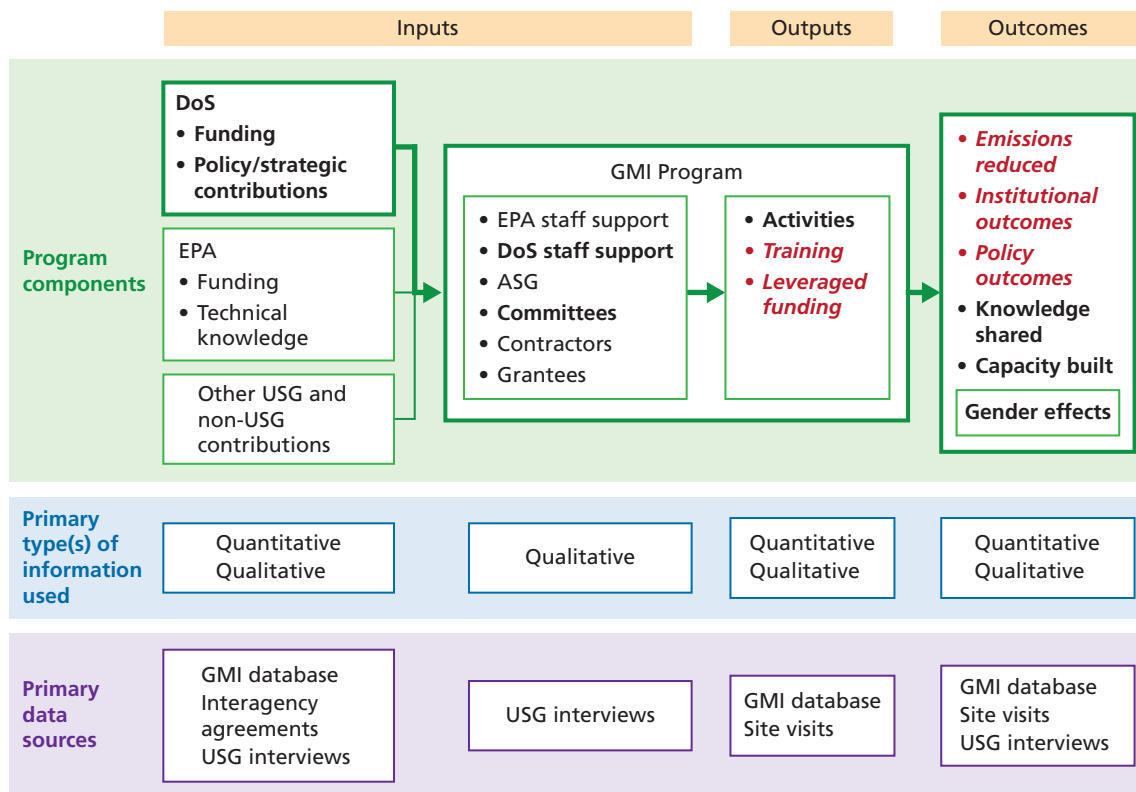 Inputs
Outputs
Outcomes
Program
components
DoS
• Funding
• Policy/strategic
contributions
EPA
• Funding
• Technical
knowledge
Other USG and
non-USG
contributions
GMI Program
• EPA staff support
• DoS staff support
• ASG
• Committees
• Contractors
• Grantees
• Activities
• Training
• Leveraged
funding
• Emissions
reduced
• Institutional
outcomes
• Policy
outcomes
• Knowledge
shared
• Capacity built
Gender effects
Primary
type(s) of
information
used
Quantitative
Qualitative
Qualitative
Quantitative
Qualitative
Quantitative
Qualitative
Primary
data
sources
GMI database
Interagency
agreements
USG interviews
USG interviews
GMI database
Site visits
GMI database
Site visits
USG interviews